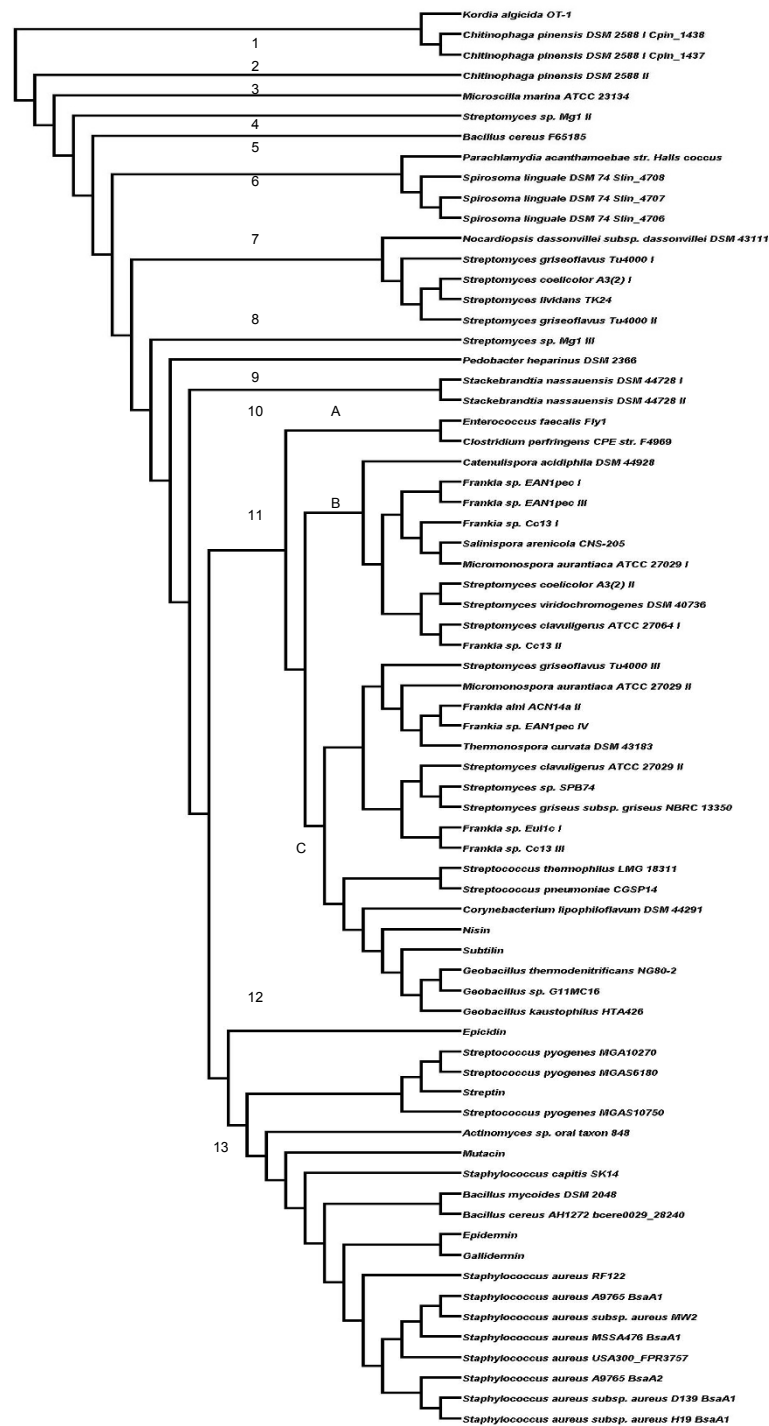 Kordia algicida OT-1
Chitinophaga pinensis DSM 2588 I Cpin_1438
1
Chitinophaga pinensis DSM 2588 I Cpin_1437
2
Chitinophaga pinensis DSM 2588 II
3
Microscilla marina ATCC 23134
Streptomyces sp. Mg1 II
4
Bacillus cereus F65185
5
Parachlamydia acanthamoebae str. Halls coccus
Spirosoma linguale DSM 74 Slin_4708
6
Spirosoma linguale DSM 74 Slin_4707
Spirosoma linguale DSM 74 Slin_4706
7
Nocardiopsis dassonvillei subsp. dassonvillei DSM 43111
Streptomyces griseoflavus Tu4000 I
Streptomyces coelicolor A3(2) I
Streptomyces lividans TK24
8
Streptomyces griseoflavus Tu4000 II
Streptomyces sp. Mg1 III
Pedobacter heparinus DSM 2366
9
Stackebrandtia nassauensis DSM 44728 I
Stackebrandtia nassauensis DSM 44728 II
10 A
Enterococcus faecalis Fly1
Clostridium perfringens CPE str. F4969
Catenulispora acidiphila DSM 44928
Frankia sp. EAN1pec I
B
Frankia sp. EAN1pec III
11
Frankia sp. Cc13 I
Salinispora arenicola CNS-205
Micromonospora aurantiaca ATCC 27029 I
Streptomyces coelicolor A3(2) II
Streptomyces viridochromogenes DSM 40736
Streptomyces clavuligerus ATCC 27064 I
Frankia sp. Cc13 II
Streptomyces griseoflavus Tu4000 III
Micromonospora aurantiaca ATCC 27029 II
Frankia alni ACN14a II
Frankia sp. EAN1pec IV
Thermonospora curvata DSM 43183
Streptomyces clavuligerus ATCC 27029 II
Streptomyces sp. SPB74
Streptomyces griseus subsp. griseus NBRC 13350
Frankia sp. EuI1c I
C
Frankia sp. Cc13 III
Streptococcus thermophilus LMG 18311
Streptococcus pneumoniae CGSP14
Corynebacterium lipophiloflavum DSM 44291
Nisin
Subtilin
Geobacillus thermodenitrificans NG80-2
Geobacillus sp. G11MC16
12
Geobacillus kaustophilus HTA426
Epicidin
Streptococcus pyogenes MGA10270
Streptococcus pyogenes MGAS6180
Streptin
Streptococcus pyogenes MGAS10750
Actinomyces sp. oral taxon 848
13
Mutacin
Staphylococcus capitis SK14
Bacillus mycoides DSM 2048
Bacillus cereus AH1272 bcere0029_28240
Epidermin
Gallidermin
Staphylococcus aureus RF122
Staphylococcus aureus A9765 BsaA1
Staphylococcus aureus subsp. aureus MW2
Staphylococcus aureus MSSA476 BsaA1
Staphylococcus aureus USA300_FPR3757
Staphylococcus aureus A9765 BsaA2
Staphylococcus aureus subsp. aureus D139 BsaA1
Staphylococcus aureus subsp. aureus H19 BsaA1